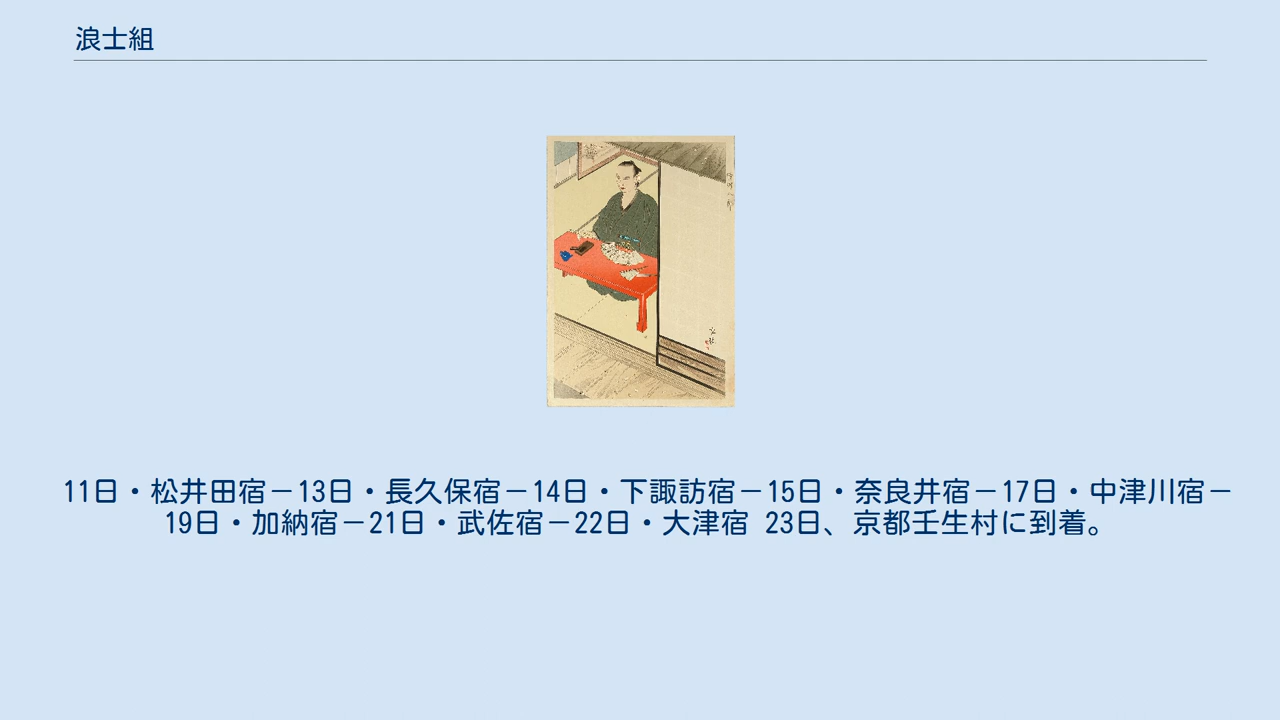 浪士組
11日・松井田宿－13日・長久保宿－14日・下諏訪宿－15日・奈良井宿－17日・中津川宿－
19日・加納宿－21日・武佐宿－22日・大津宿 23日、京都壬生村に到着。